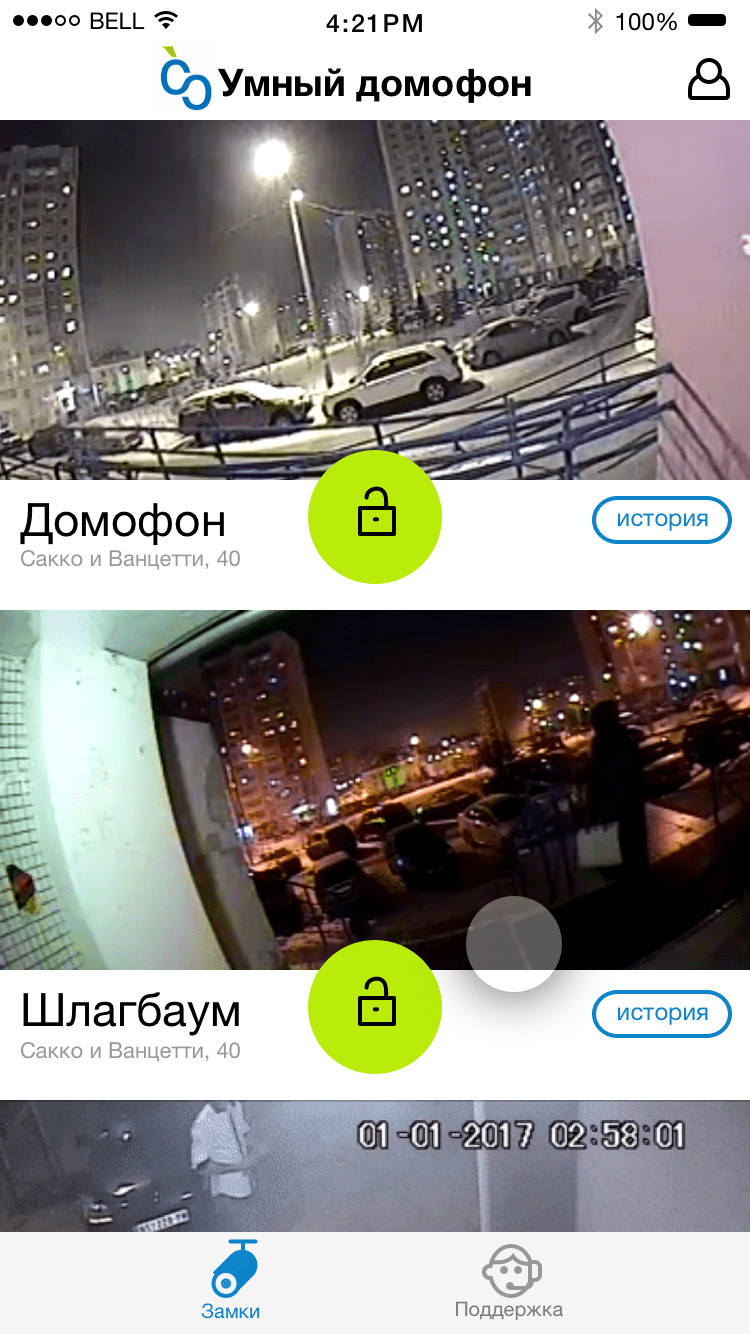 BELL 4:21PM 100%
Умный домофон
Домофон
история
Сакко и Ванцетти, 40
Шлагбаум
история
Сакко и Ванцетти, 40
01-01-2017 02:58:01
Замки
Поддержка